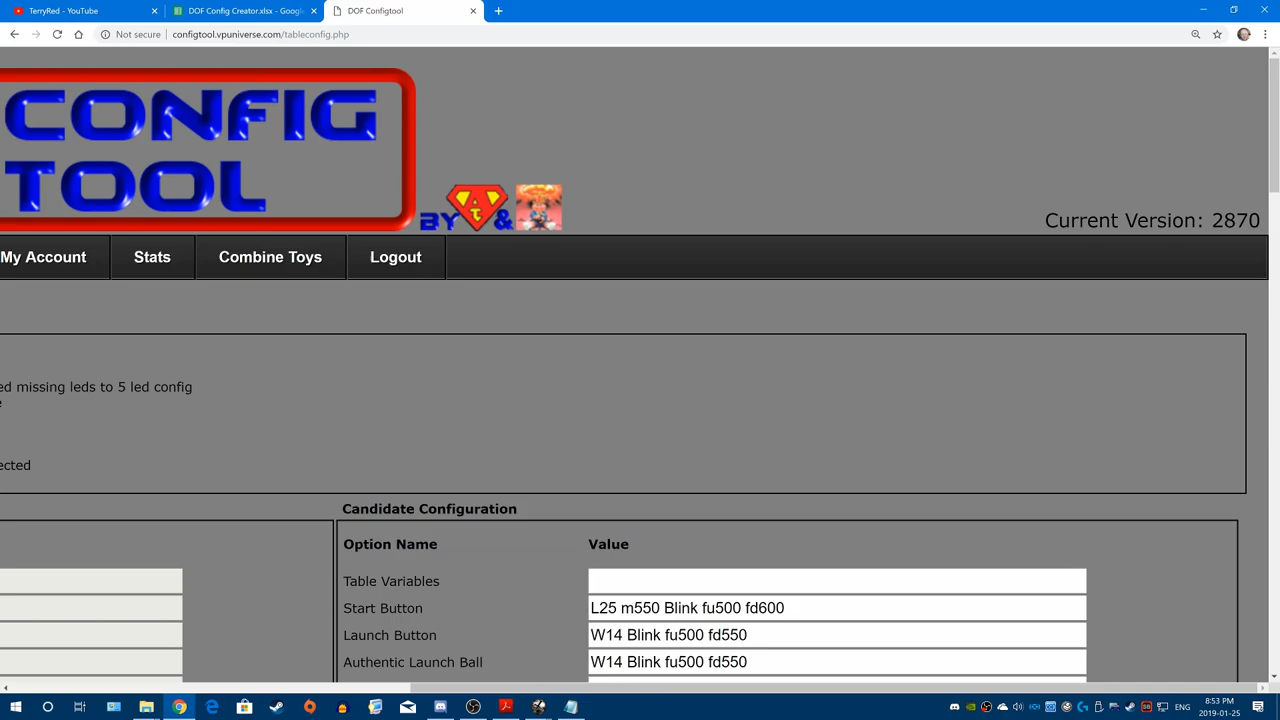 TerryRed - YouTube
DOF Config Creator.xlsx - Google
DOF Configtool
Not secure
configtool.vpuniverse.com/tableconfig.php
CONFIG
TOOL
BY
&
Current Version: 2870
My Account
Stats
Combine Toys
Logout
ed missing leds to 5 led config
e
ected
Candidate Configuration
Option Name
Value
Table Variables
Start Button
L25 m550 Blink fu500 fd600
Launch Button
W14 Blink fu500 fd550
Authentic Launch Ball
W14 Blink fu500 fd550
ENG
8:53 PM
2019-01-25